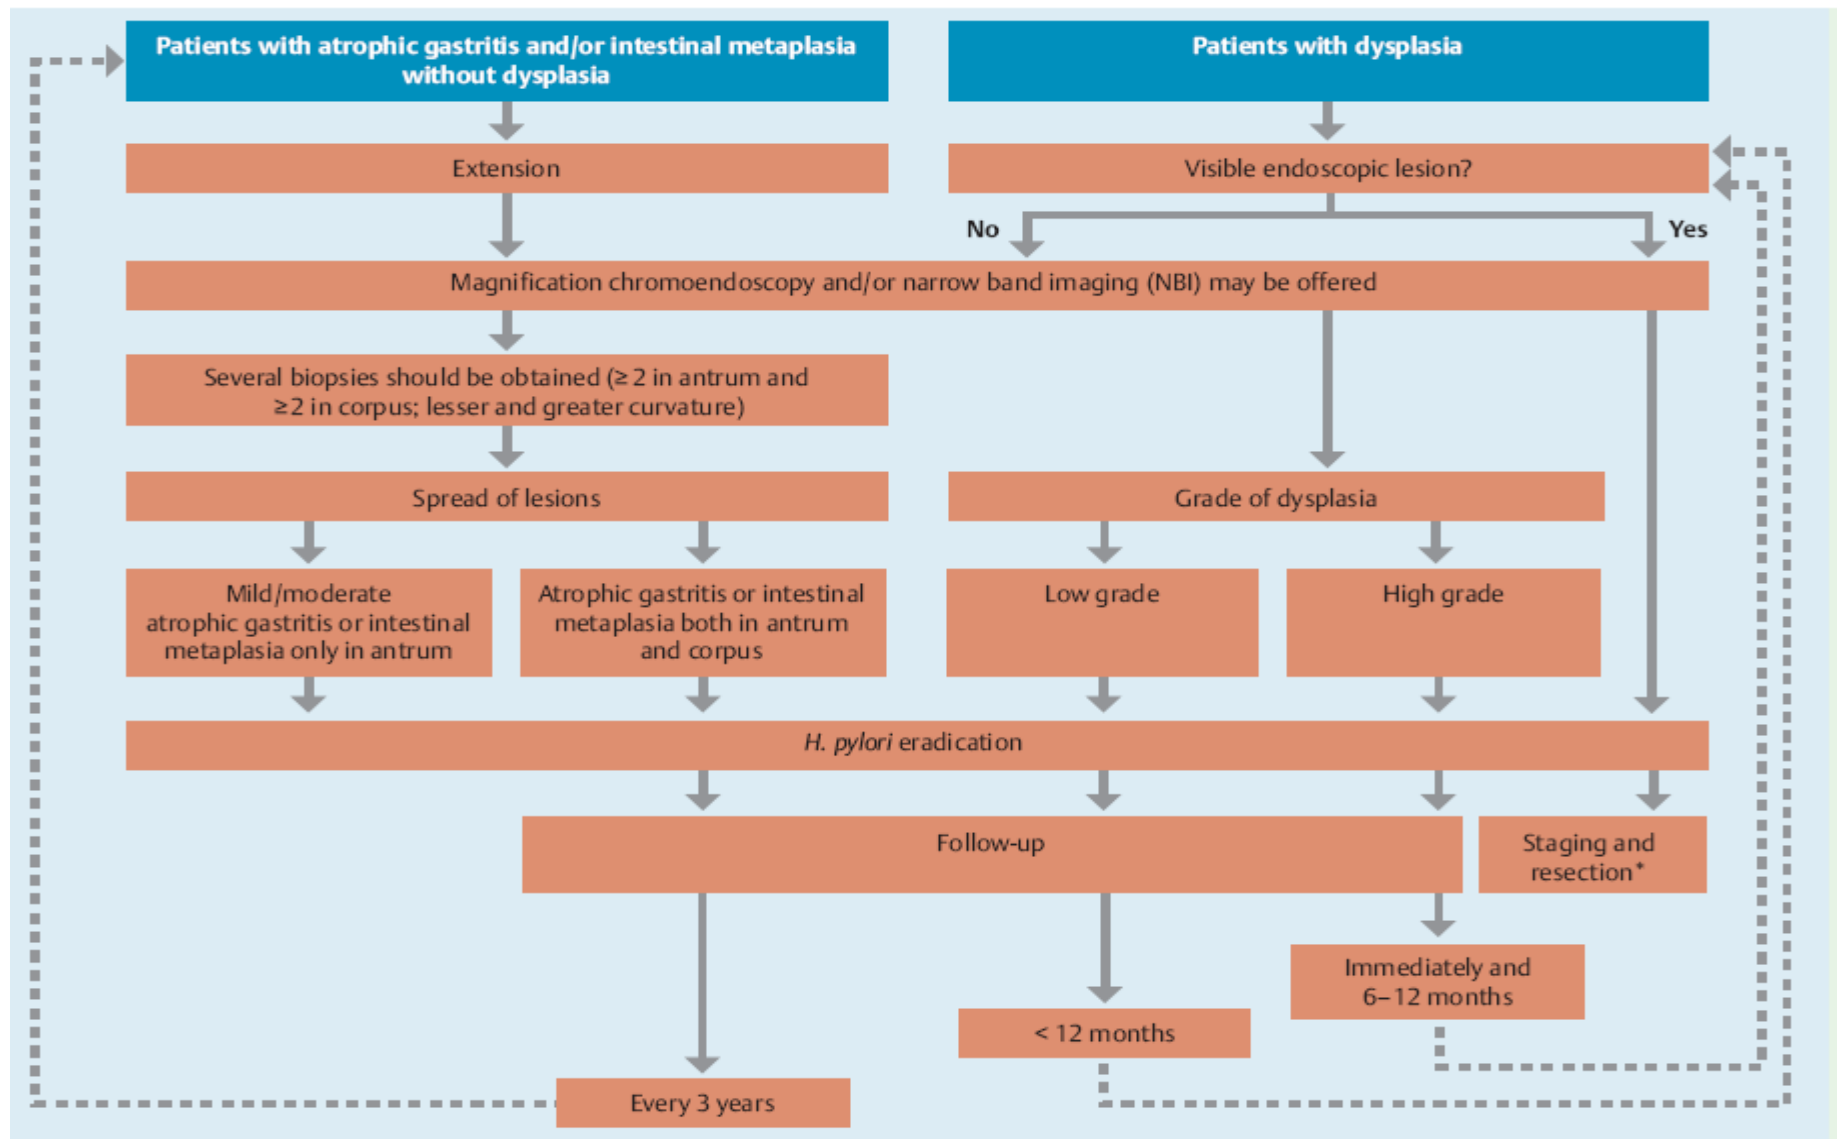 Patients with atrophic gastritis and/or intestinal metaplasia
without dysplasia
Patients with dysplasia
Extension
Visible endoscopic lesion?
No
Yes
Magnification chromoendoscopy and/or narrow band imaging (NBI) may be offered
Several biopsies should be obtained (≥ 2 in antrum and
≥2 in corpus; lesser and greater curvature)
Spread of lesions
Grade of dysplasia
Mild/moderate
atrophic gastritis or intestinal
metaplasia only in antrum
Atrophic gastritis or intestinal
metaplasia both in antrum
and corpus
Low grade
High grade
H. pylori eradication
Follow-up
Staging and
resection*
Immediately and
6–12 months
< 12 months
Every 3 years